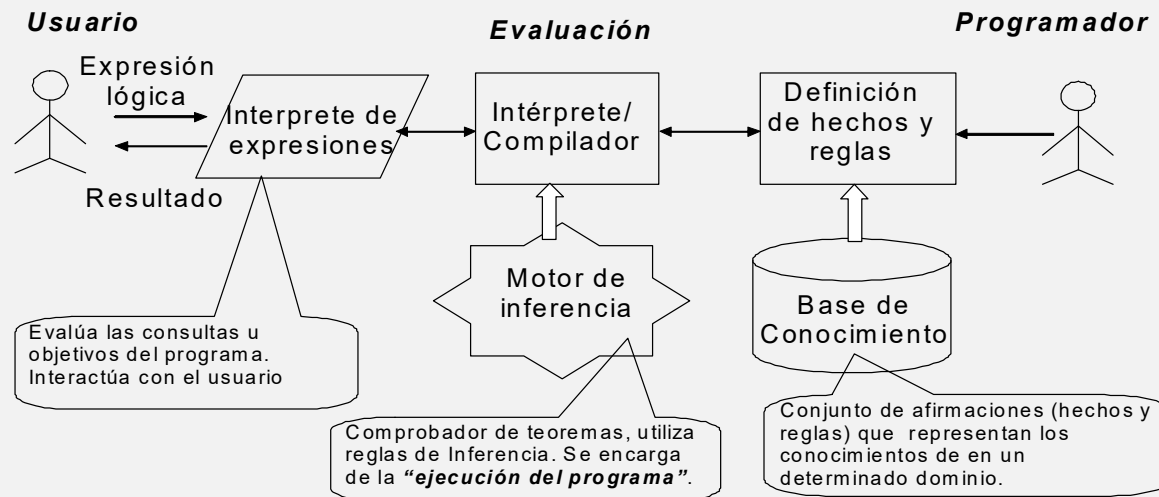 Usuario
Evaluación
Programador
Expresión
lógica
Resultado
Interprete de
expresiones
Intérprete/
Compilador
Definición
de hechos y
reglas
Motor de
inferencia
Base de
Conocimiento
Evalúa las consultas u
objetivos del programa.
Interactúa con el usuario
Comprobador de teoremas, utiliza
reglas de Inferencia. Se encarga
de la “ejecución del programa”.
Conjunto de afirmaciones (hechos y
reglas) que representan los
conocimientos de en un
determinado dominio.